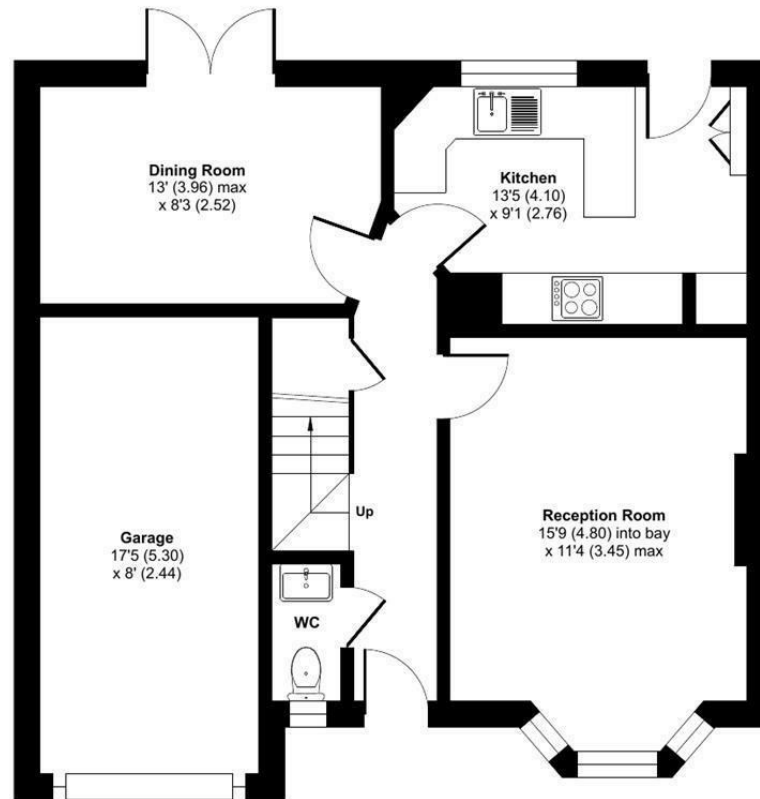 Dining Room
13' (3.96) max
x 8'3 (2.52)
Kitchen
13'5 (4.10)
x 9'1 (2.76)
Up
Garage
17'5 (5.30)
x 8' (2.44)
Reception Room
15'9 (4.80) into bay
x 11'4 (3.45) max
WC